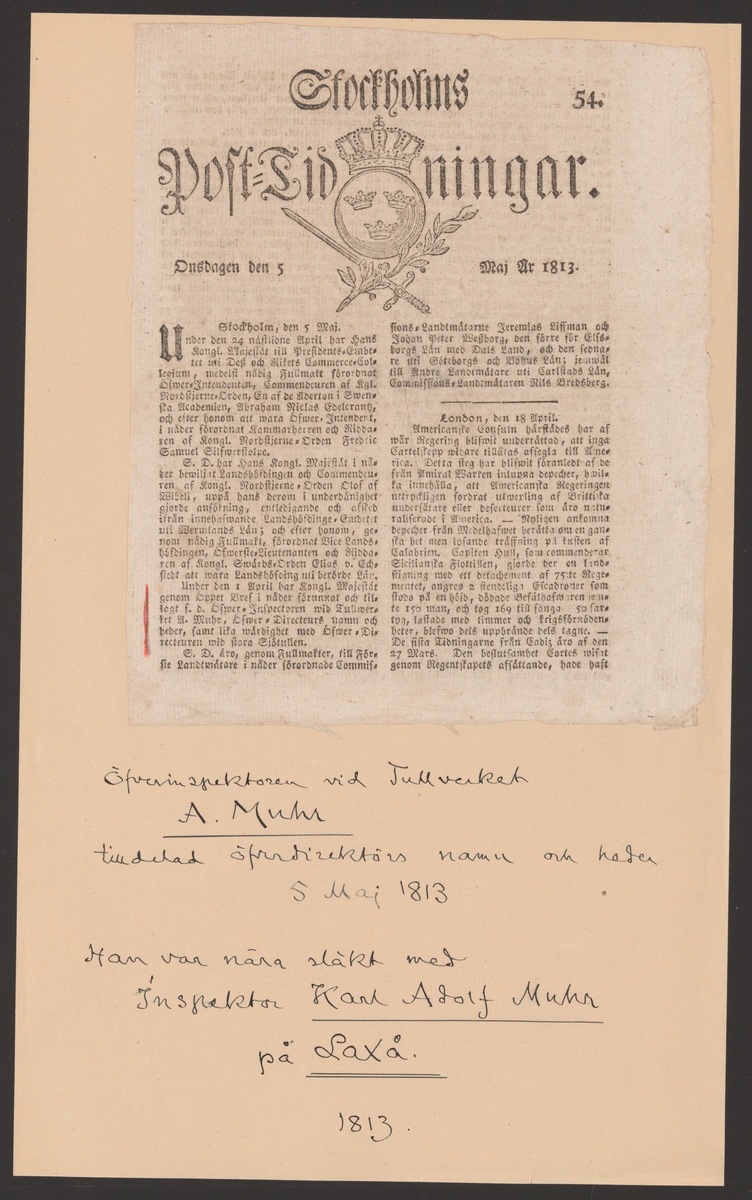 Stockholms
54.
Post-Tidningar.
Onsdagen den 5 Maj År 1813.
Stockholm, den 5 Maj.
Under den 24 nästlidne April har Hans
Kongl. Majestät till Presidents-Embe-
tet uti Deß och Rikets Commerce-Col-
legium, medelst nådig Fullmakt förordnat
Öfwer-Intendenten, Commendeuren af Kgl.
Nordstjerne-Orden, En af de Aderton i Swen-
ska Academien, Abraham Niclas Edelcrantz,
och efter honom att wara Öfwer-Intendent,
i nåder förordnat Kammarherren och Ridda-
ren af Kongl. Nordstjerne-Orden Fredric
Samuel Silfwerstolpe.
S. D. har Hans Kongl. Majestät i nå-
der bewiljat Landshöfdingen och Commendeu-
ren af Kongl. Nordstjerne-Orden Olof af
Wibeli, uppå hans derom i underdånighet
gjorde ansökning, entledigande och afsked
ifrån innehafwande Landshöfdinge-Embetet
uti Wermlands Län; och efter honom, ge-
nom nådig Fullmakt, förordnat Vice Lands-
höfdingen, Öfwerste-Lieutenanten och Ridda-
ren af Kongl. Swärds-Orden Elias v. Ech-
stedt att wara Landshöfding uti berörde Län.
Under den 1 April har Kongl. Majestät
genom Öppet Bref i nåder förunnat och til-
lagt f. d. Öfwer-Inspectoren wid Tullwer-
ket A. Muhr, Öfwer-Directeurs namn och
heder, samt lika wärdighet med Öfwer-Di-
recteuren wid stora Sjötullen.
S. D. äro, genom Fullmakter, till För-
ste Landtmätare i nåder förordnade Commis-
sions-Landtmätarne Jeremias Liffman och
Johan Peter Weßborg, den förre för Elfs-
borgs Län med Dals Land, och den sedna-
re uti Götheborgs och Bohus Län; jemwäl
till Andre Landtmätare uti Carlstads Län,
Commissions-Landtmätaren Nils Bredsberg.
London, den 18 April.
Americanske Consuln härstädes har af
wår Regering blifwit underrättad, att inga
Cartelskepp widare tillåtas afsegla till Ame-
rica. Detta steg har blifwit föranledt af de
från Amiral Warren inlupna depecher, hwil-
ka innehålla, att Americanska Regeringen
uttryckligen fordrat utwexling af Brittiska
undersåtare eller deserteurer som äro natu-
raliserade i America. — Nyligen ankomna
depecher från Medelhafwet berätta om en gan-
ska het men lysande träffning på kusten af
Calabrien. Capiten Hall, som commenderar
Sicilianska Flottillen, gjorde der en land-
stigning med ett detachement af 75:te Rege-
mentet, angrep 2 fiendtliga Escadroner som
stodo på en höjd, dödade Befälhafwaren jem-
te 150 man, och tog 169 till fånga. 50 far-
tyg, lastade med timmer och krigsförnöden-
heter, blefwo dels uppbrände dels tagne. —
De sista Tidningarne från Cadiz äro af den
27 Mars. Den beslutsamhet Cortes wisat
genom Regentskapets afsättande, hade haft
Öfverinspektoren vid Tullverket
A. Muhr
tilldelad öfverdirektörs namn och heder
5 Maj 1813
Han var nära släkt med
Inspektor Karl Adolf Muhr
på Laxå.
1813.